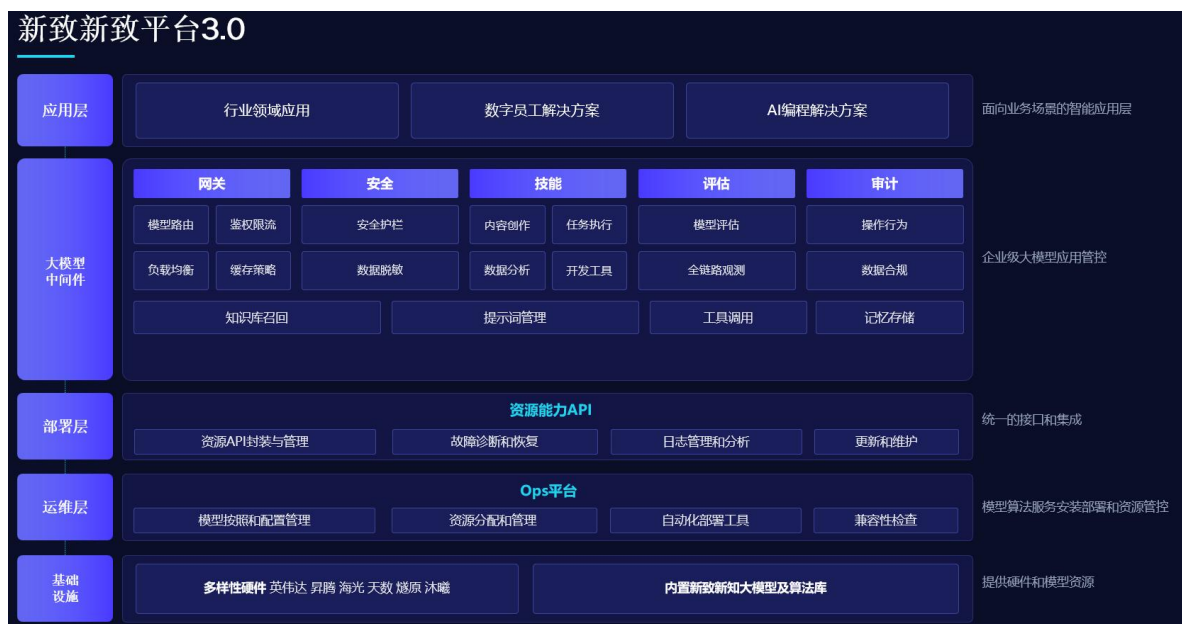 新致新致平台3.0
应用层
行业领域应用
数字员工解决方案
AI编程解决方案
面向业务场景的智能应用层
大模型
中间件
网关
安全
技能
评估
审计
模型路由
鉴权限流
安全护栏
内容创作
任务执行
模型评估
操作行为
负载均衡
缓存策略
数据脱敏
数据分析
开发工具
全链路观测
数据合规
知识库召回
提示词管理
工具调用
记忆存储
企业级大模型应用管控
部署层
资源能力API
资源API封装与管理
故障诊断和恢复
日志管理和分析
更新和维护
统一的接口和集成
运维层
Ops平台
模型按照和配置管理
资源分配和管理
自动化部署工具
兼容性检查
模型算法服务安装部署和资源管控
基础
设施
多样性硬件 英伟达 昇腾 海光 天数 燧原 沐曦
内置新致新知大模型及算法库
提供硬件和模型资源